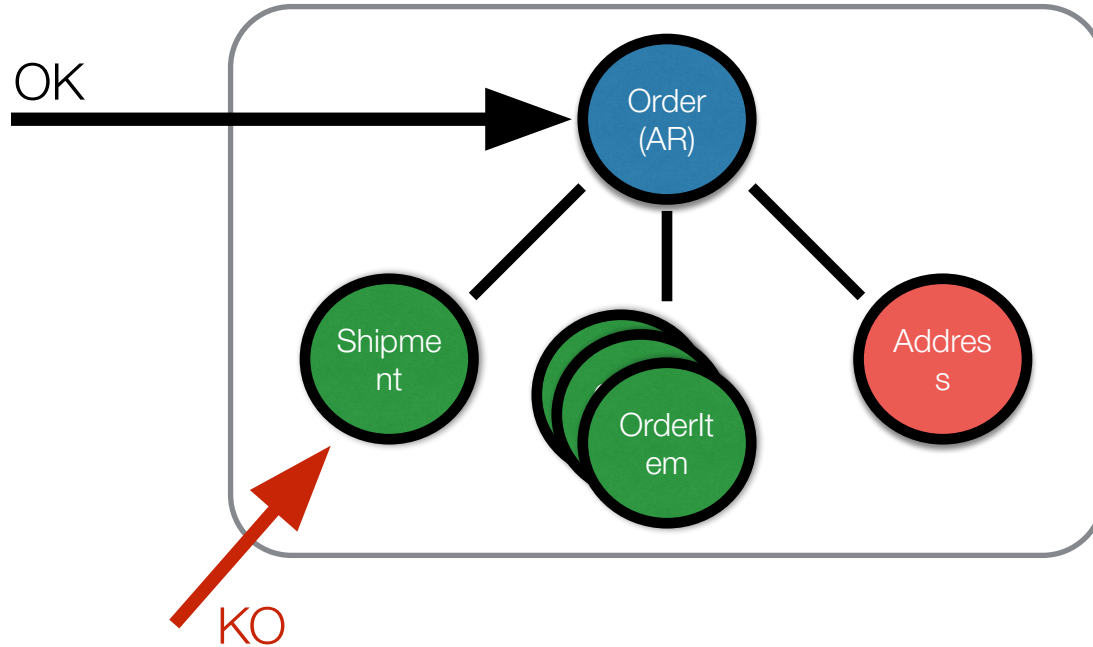 OK
Order
(AR)
Shipme
nt
OrderIt
em
Addres
s
KO